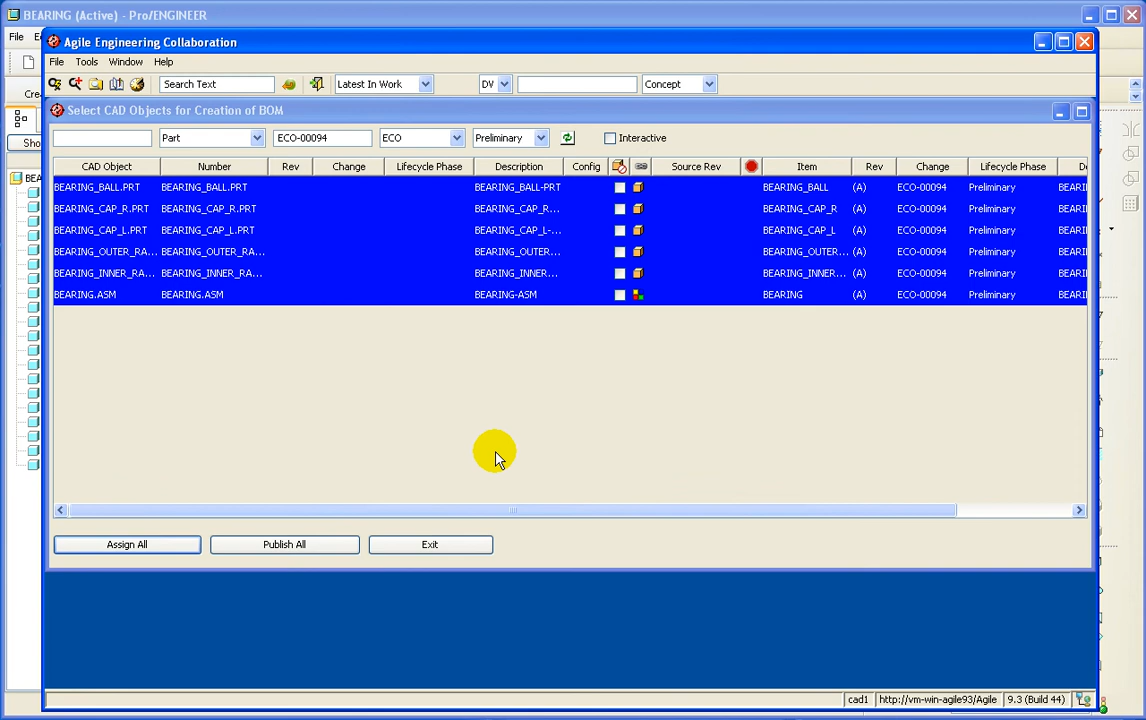 BEARING (Active) - Pro/ENGINEER
File
Agile Engineering Collaboration
File Tools Window Help
Search Text Latest In Work DV Concept
Select CAD Objects for Creation of BOM
Part ECO-00094 ECO Preliminary Interactive
CAD Object Number Rev Change Lifecycle Phase Description Config Source Rev Item Rev Change Lifecycle Phase
BEARING_BALL.PRT BEARING_BALL.PRT BEARING_BALL-PRT BEARING_BALL (A) ECO-00094 Preliminary BEARI
BEARING_CAP_R.PRT BEARING_CAP_R.PRT BEARING_CAP_R... BEARING_CAP_R (A) ECO-00094 Preliminary BEARI
BEARING_CAP_L.PRT BEARING_CAP_L.PRT BEARING_CAP_L-... BEARING_CAP_L (A) ECO-00094 Preliminary BEARI
BEARING_OUTER_RA... BEARING_OUTER_RA... BEARING_OUTER... BEARING_OUTER... (A) ECO-00094 Preliminary BEARI
BEARING_INNER_RA... BEARING_INNER_RA... BEARING_INNER... BEARING_INNER... (A) ECO-00094 Preliminary BEARI
BEARING.ASM BEARING.ASM BEARING-ASM BEARING (A) ECO-00094 Preliminary BEARI
Assign All Publish All Exit
cad1 http://vm-win-agile93/Agile 9.3 (Build 44)